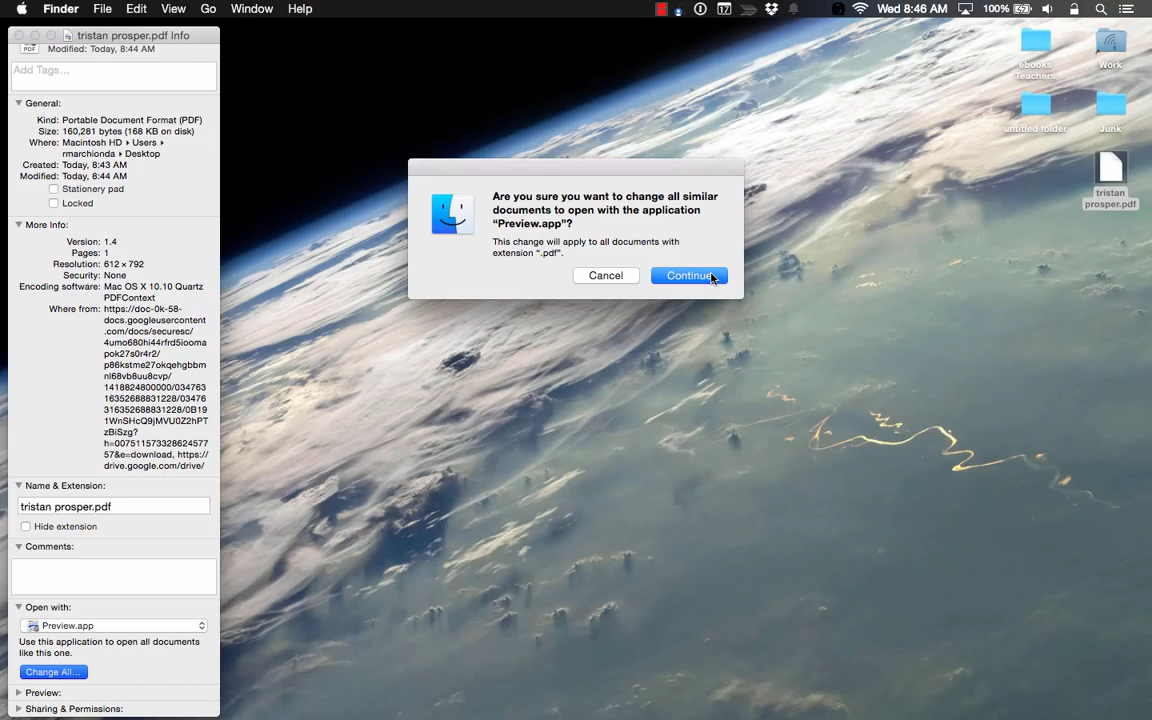 Finder File Edit View Go Window Help
17
Wed 8:46 AM 100%
tristan prosper.pdf Info
PDF
Modified: Today, 8:44 AM
Add Tags...
General:
Kind: Portable Document Format (PDF)
Size: 160,281 bytes (168 KB on disk)
Where: Macintosh HD ▸ Users ▸
rmarchionda ▸ Desktop
Created: Today, 8:43 AM
Modified: Today, 8:44 AM
Stationery pad
Locked
More Info:
Version: 1.4
Pages: 1
Resolution: 612 × 792
Security: None
Encoding software: Mac OS X 10.10 Quartz
PDFContext
Where from: https://doc-0k-58-
docs.googleusercontent
.com/docs/securesc/
4umo680hi44rfrd5iooma
pok27s0r4r2/
p86kstme27okqehgbbm
nl68vb8uu8cvp/
1418824800000/034763
16352688831228/03476
316352688831228/0B19
1WnSHcQ9jMVU0Z2hPT
zBiSzg?
h=007511573328624577
57&e=download, https://
drive.google.com/drive/
Name & Extension:
tristan prosper.pdf
Hide extension
Comments:
Open with:
Preview.app
Use this application to open all documents
like this one.
Change All...
Preview:
Sharing & Permissions:
Are you sure you want to change all similar
documents to open with the application
“Preview.app”?
This change will apply to all documents with
extension “.pdf”.
Cancel
Continue
ebooks
Teachers
Work
untitled folder
Junk
tristan
prosper.pdf